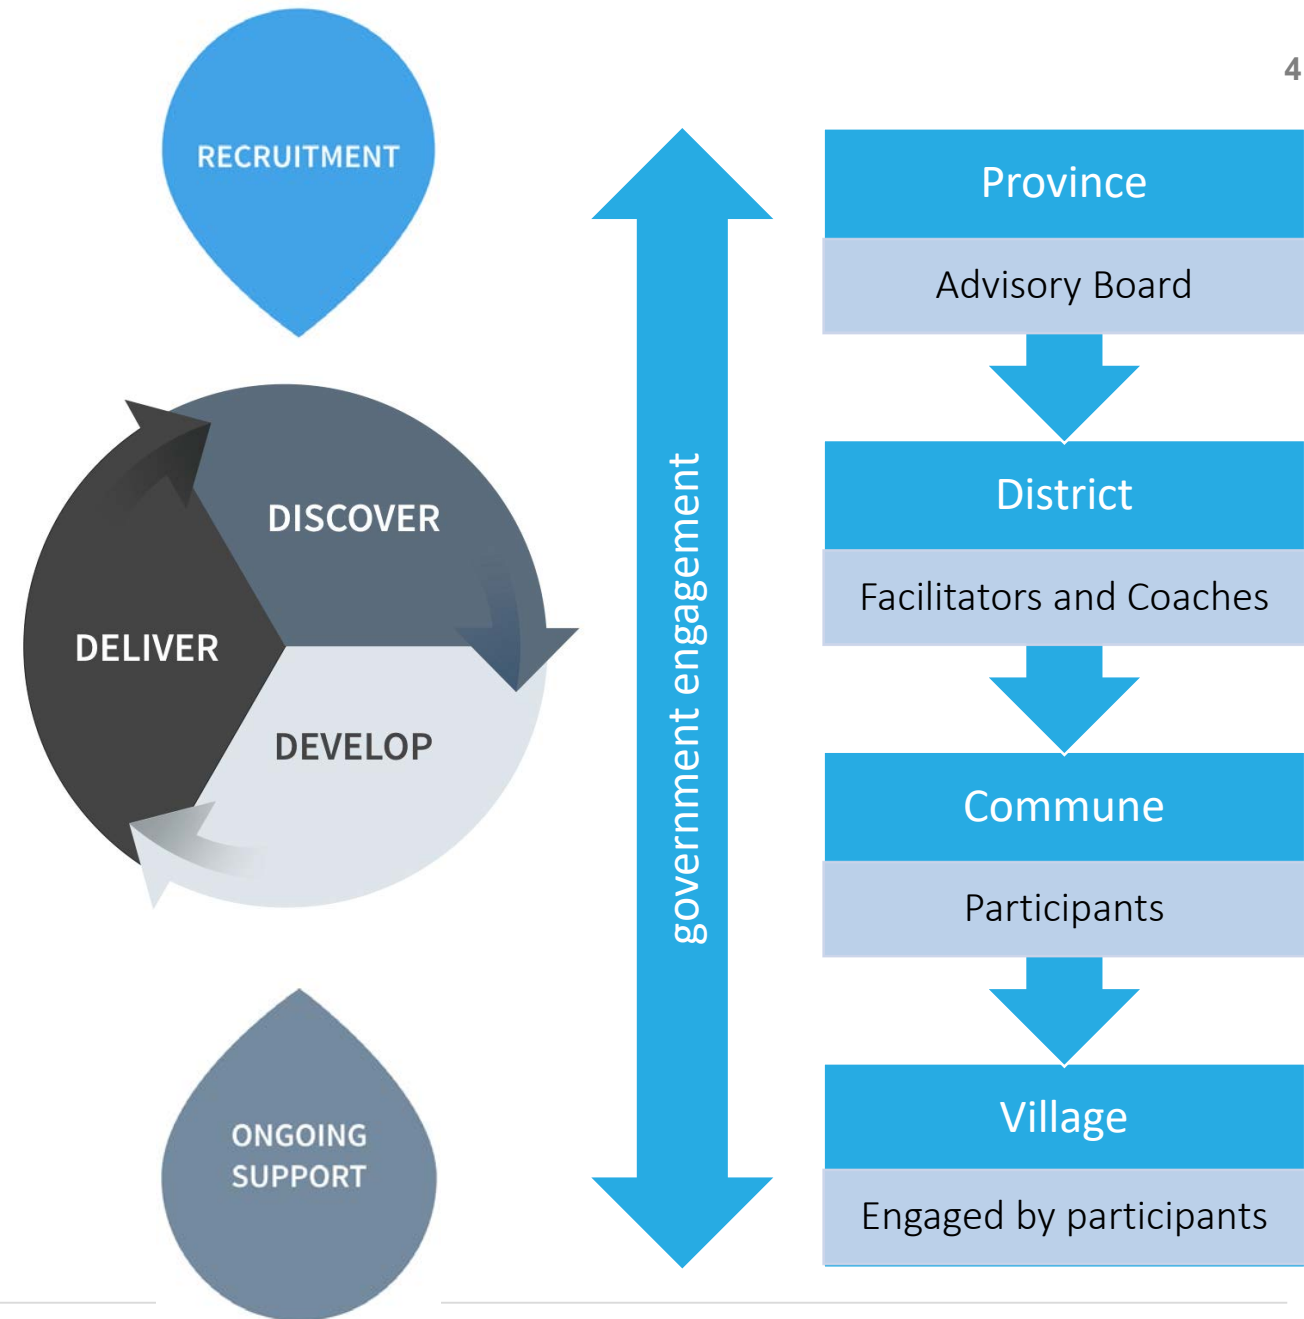 4
RECRUITMENT
DISCOVER
DELIVER
DEVELOP
ONGOING
SUPPORT
government engagement
Province
Advisory Board
District
Facilitators and Coaches
Commune
Participants
Village
Engaged by participants